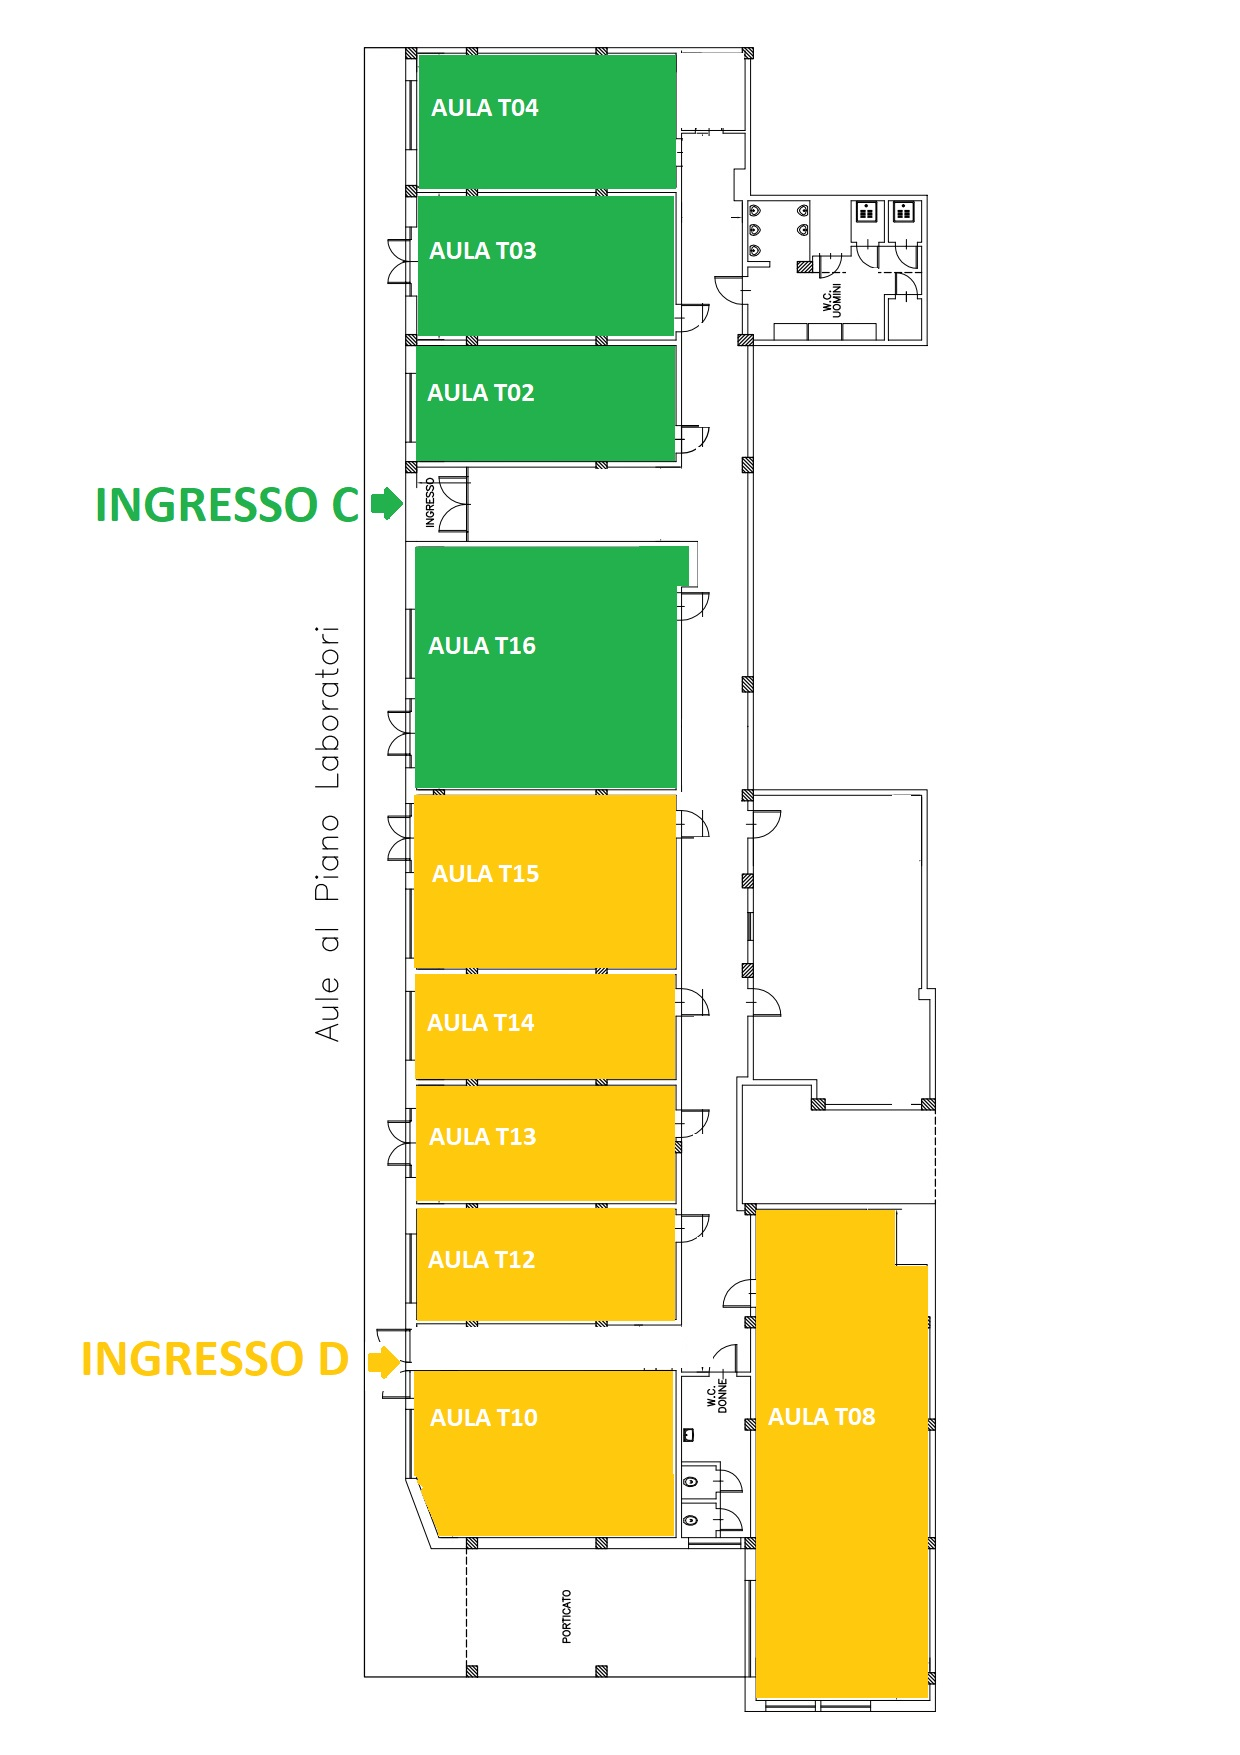 AULA T04
AULA T03
W.C.
UOMINI
AULA T02
INGRESSO C
INGRESSO
AULA T16
Aule al Piano Laboratori
AULA T15
AULA T14
AULA T13
AULA T12
INGRESSO D
W.C.
DONNE
AULA T10
AULA T08
PORTICATO